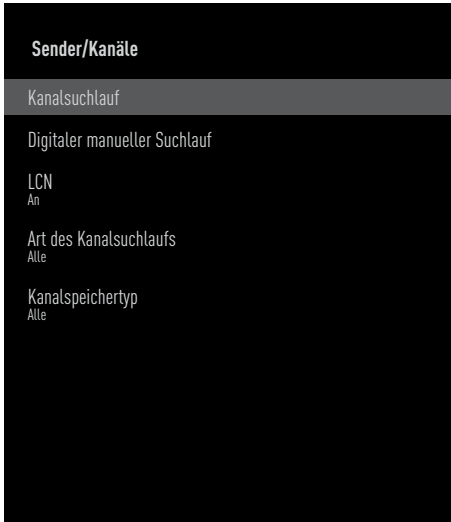 Sender/Kanäle
Kanalsuchlauf
Digitaler manueller Suchlauf
LCN
An
Art des Kanalsuchlaufs
Alle
Kanalspeichertyp
Alle